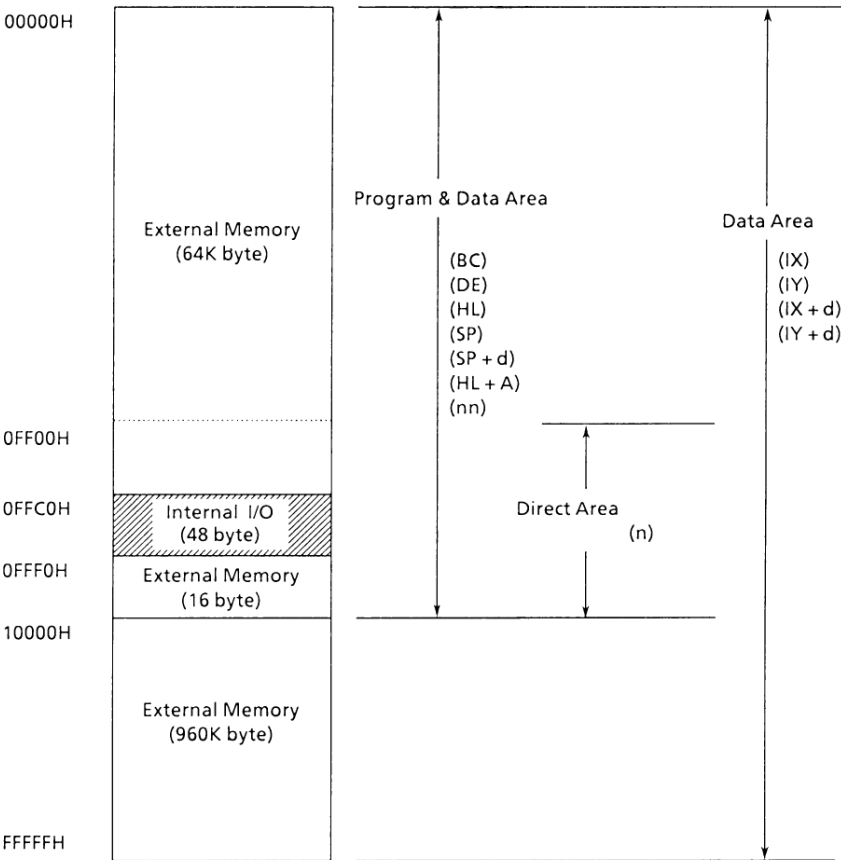 00000H
External Memory
(64K byte)
0FF00H
0FFC0H
Internal I/O
(48 byte)
0FFF0H
External Memory
(16 byte)
10000H
External Memory
(960K byte)
FFFFFH
Program & Data Area
(BC)
(DE)
(HL)
(SP)
(SP + d)
(HL + A)
(nn)
Direct Area
(n)
Data Area
(IX)
(IY)
(IX + d)
(IY + d)